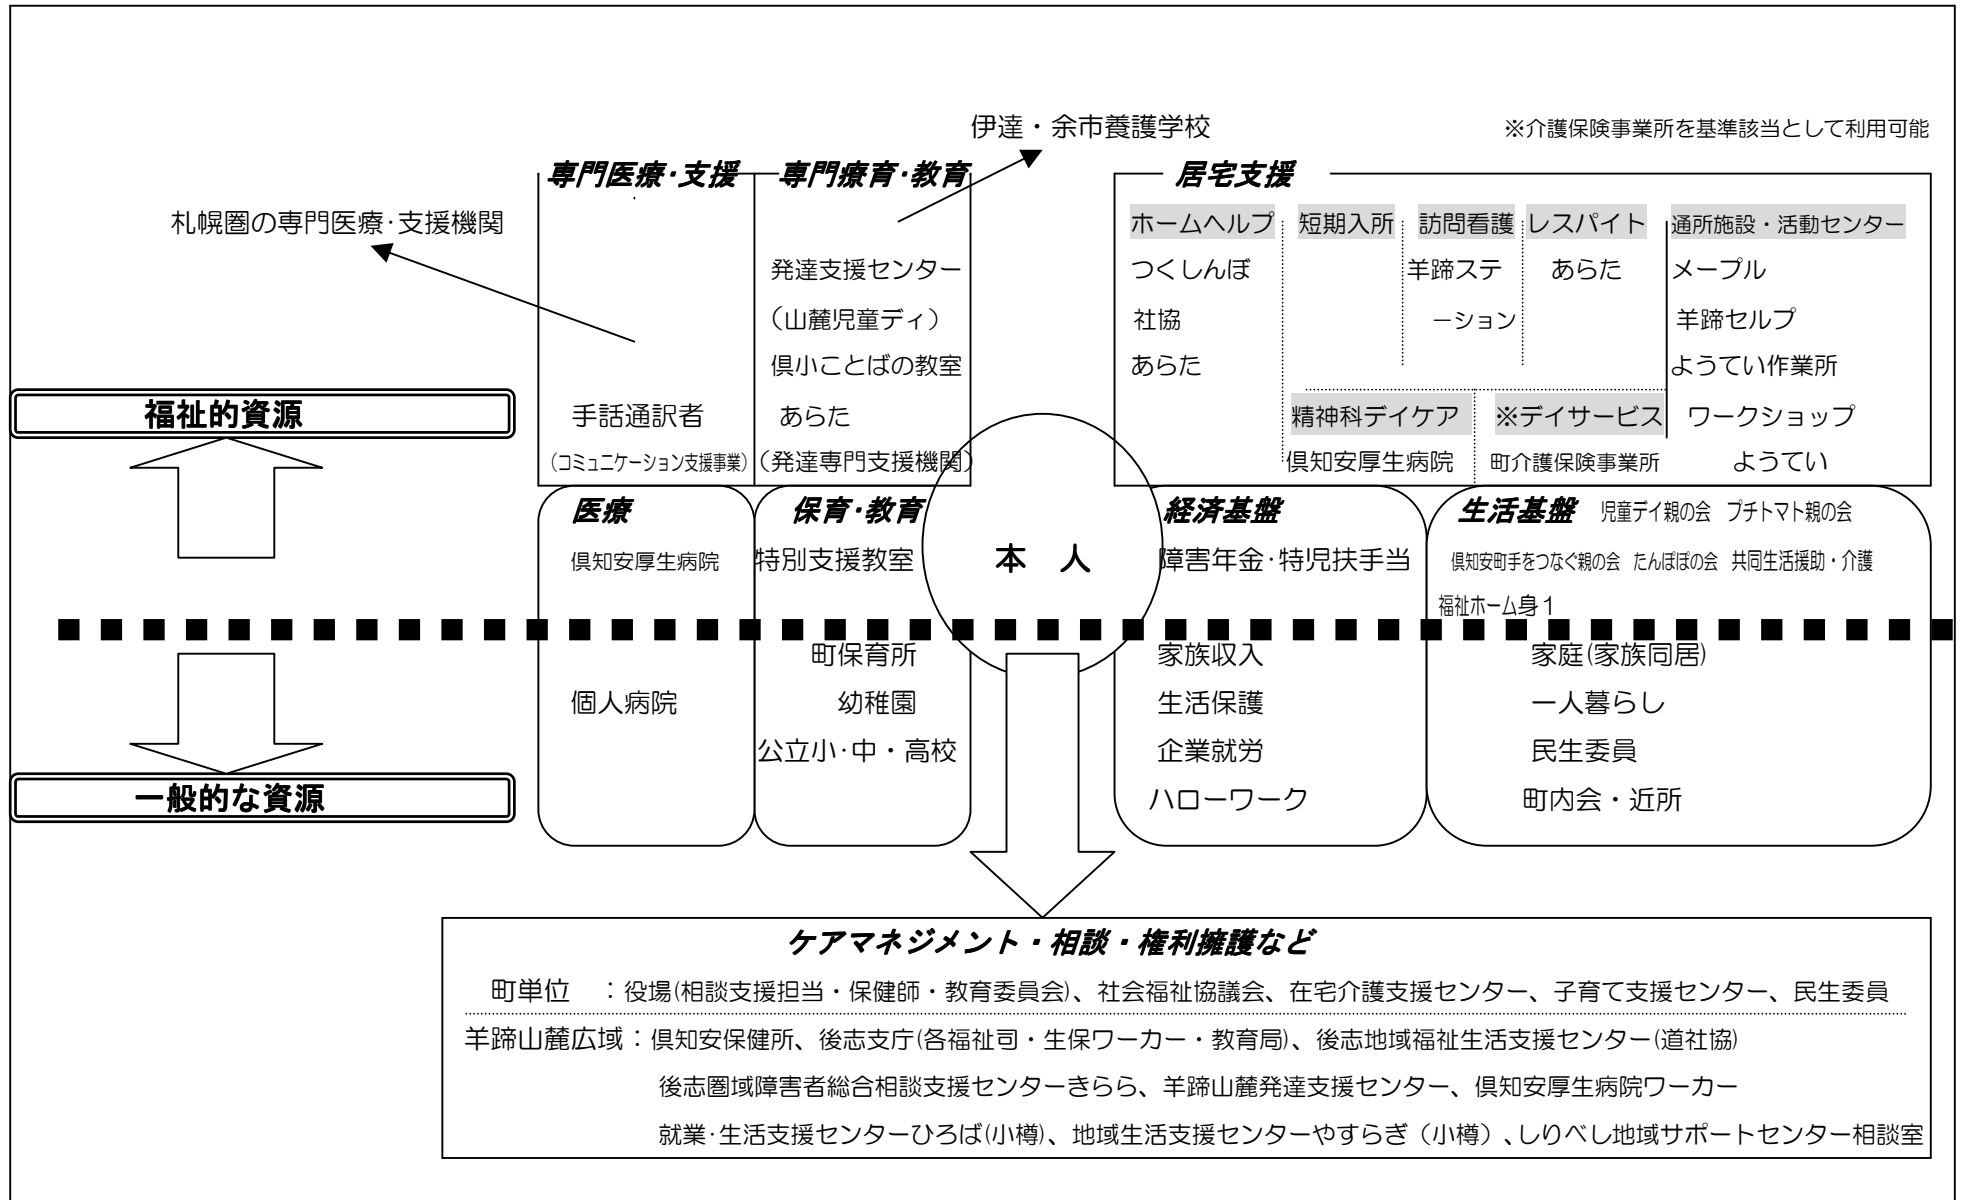 伊達・余市養護学校
※介護保険事業所を基準該当として利用可能
専門医療・支援
専門療育・教育
居宅支援
札幌圏の専門医療・支援機関
手話通訳者
(コミュニケーション支援事業)
発達支援センター
(山麓児童ディ)
倶小ことばの教室
あらた
(発達専門支援機関)
ホームヘルプ
つくしんぼ
社協
あらた
短期入所
訪問看護
羊蹄ステ
ーション
レスパイト
あらた
通所施設・活動センター
メープル
羊蹄セルプ
ようてい作業所
ワークショップ
ようてい
精神科デイケア
倶知安厚生病院
※デイサービス
町介護保険事業所
福祉的資源
医療
倶知安厚生病院
個人病院
保育・教育
特別支援教室
町保育所
幼稚園
公立小・中・高校
本 人
経済基盤
障害年金・特児扶手当
家族収入
生活保護
企業就労
ハローワーク
生活基盤 児童デイ親の会 プチトマト親の会
倶知安町手をつなぐ親の会 たんぽぽの会 共同生活援助・介護
福祉ホーム身1
家庭(家族同居)
一人暮らし
民生委員
町内会・近所
一般的な資源
ケアマネジメント・相談・権利擁護など
町単位 :役場(相談支援担当・保健師・教育委員会)、社会福祉協議会、在宅介護支援センター、子育て支援センター、民生委員
羊蹄山麓広域:倶知安保健所、後志支庁(各福祉司・生保ワーカー・教育局)、後志地域福祉生活支援センター(道社協)
後志圏域障害者総合相談支援センターきらら、羊蹄山麓発達支援センター、倶知安厚生病院ワーカー
就業・生活支援センターひろば(小樽)、地域生活支援センターやすらぎ(小樽)、しりべし地域サポートセンター相談室